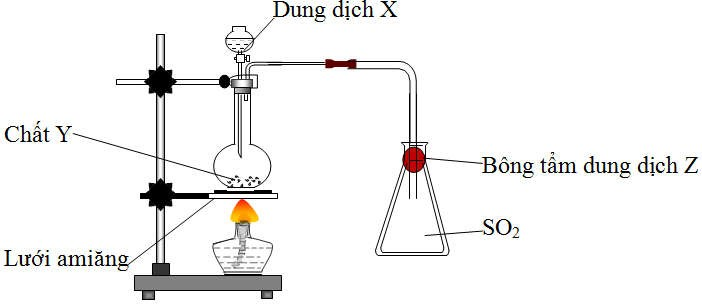 Dung dịch X
Chất Y
Bông tẩm dung dịch Z
SO₂
Lưới amiăng